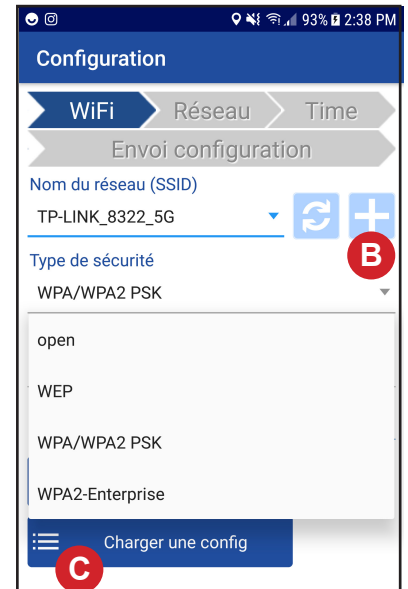 93% 2:38 PM
Configuration
WiFi Réseau Time
Envoi configuration
Nom du réseau (SSID)
TP-LINK_8322_5G
B
Type de sécurité
WPA/WPA2 PSK
open
WEP
WPA/WPA2 PSK
WPA2-Enterprise
Charger une config
C